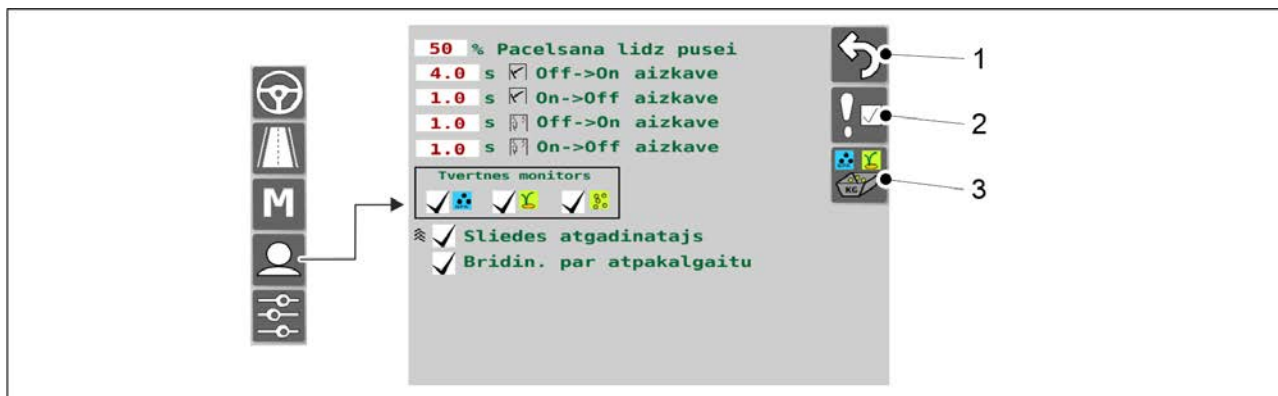 50 % Pacelsana lidz pusei
4.0 s Off->On aizkave
1.0 s On->Off aizkave
1.0 s Off->On aizkave
1.0 s On->Off aizkave
Tvertnes monitors
Sliedes atgadinatajs
Bridin. par atpakalgaitu
M
KG
1
2
3